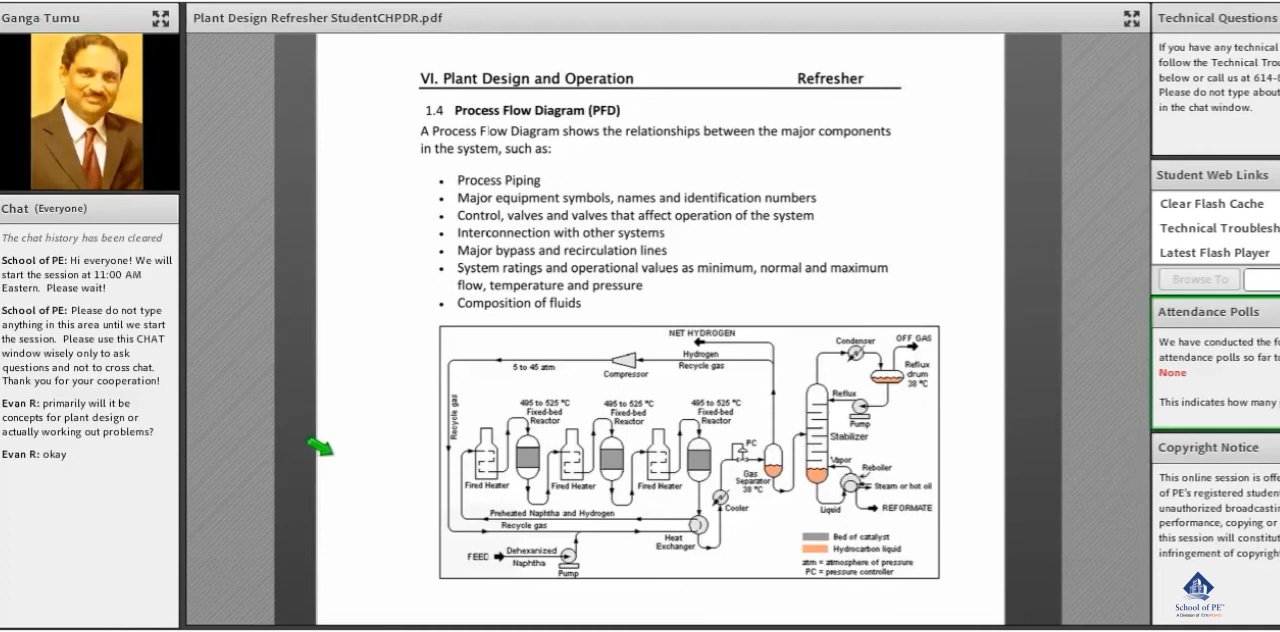 Ganga Tumu
Plant Design Refresher StudentCHPDR.pdf
Technical Questions
Chat (Everyone)
The chat history has been cleared
School of PE: Hi everyone! We will
start the session at 11:00 AM
Eastern. Please wait!
School of PE: Please do not type
anything in this area until we start
the session. Please use this CHAT
window wisely only to ask
questions and not to cross chat.
Thank you for your cooperation!
Evan R: primarily will it be
concepts for plant design or
actually working out problems?
Evan R: okay
VI. Plant Design and Operation Refresher
1.4 Process Flow Diagram (PFD)
A Process Flow Diagram shows the relationships between the major components
in the system, such as:
• Process Piping
• Major equipment symbols, names and identification numbers
• Control, valves and valves that affect operation of the system
• Interconnection with other systems
• Major bypass and recirculation lines
• System ratings and operational values as minimum, normal and maximum
flow, temperature and pressure
• Composition of fluids
NET HYDROGEN
Hydrogen
Recycle gas
5 to 45 atm
Compressor
Condenser
OFF GAS
Reflux
drum
38 °C
Reflux
Pump
Stabilizer
Recycle gas
495 to 525 °C
Fixed-bed
Reactor
495 to 525 °C
Fixed-bed
Reactor
495 to 525 °C
Fixed-bed
Reactor
PC
Fired Heater
Fired Heater
Fired Heater
Gas
Separator
38 °C
Vapor
Reboiler
Steam or hot oil
Liquid
REFORMATE
Cooler
Preheated Naphtha and Hydrogen
Recycle gas
Heat
Exchanger
FEED
Dehexanized
Naphtha
Pump
Bed of catalyst
Hydrocarbon liquid
atm = atmosphere of pressure
PC = pressure controller
If you have any technical
follow the Technical Trou
below or call us at 614-8
Please do not type about
in the chat window.
Student Web Links
Clear Flash Cache
Technical Troublesh
Latest Flash Player
Browse To
Attendance Polls
We have conducted the fo
attendance polls so far to
None
This indicates how many
Copyright Notice
This online session is offe
of PE's registered student
unauthorized broadcastin
performance, copying or
this session will constitut
infringement of copyright
School of PE